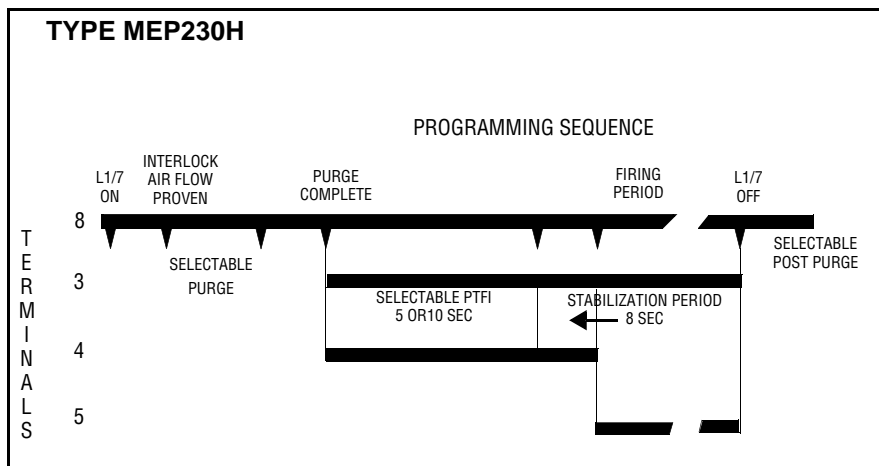 TYPE MEP230H
PROGRAMMING SEQUENCE
L1/7
ON
INTERLOCK
AIR FLOW
PROVEN
PURGE
COMPLETE
FIRING
PERIOD
L1/7
OFF
TERMINALS
8
SELECTABLE
PURGE
SELECTABLE
POST PURGE
3
SELECTABLE PTFI
5 OR10 SEC
STABILIZATION PERIOD
8 SEC
4
5